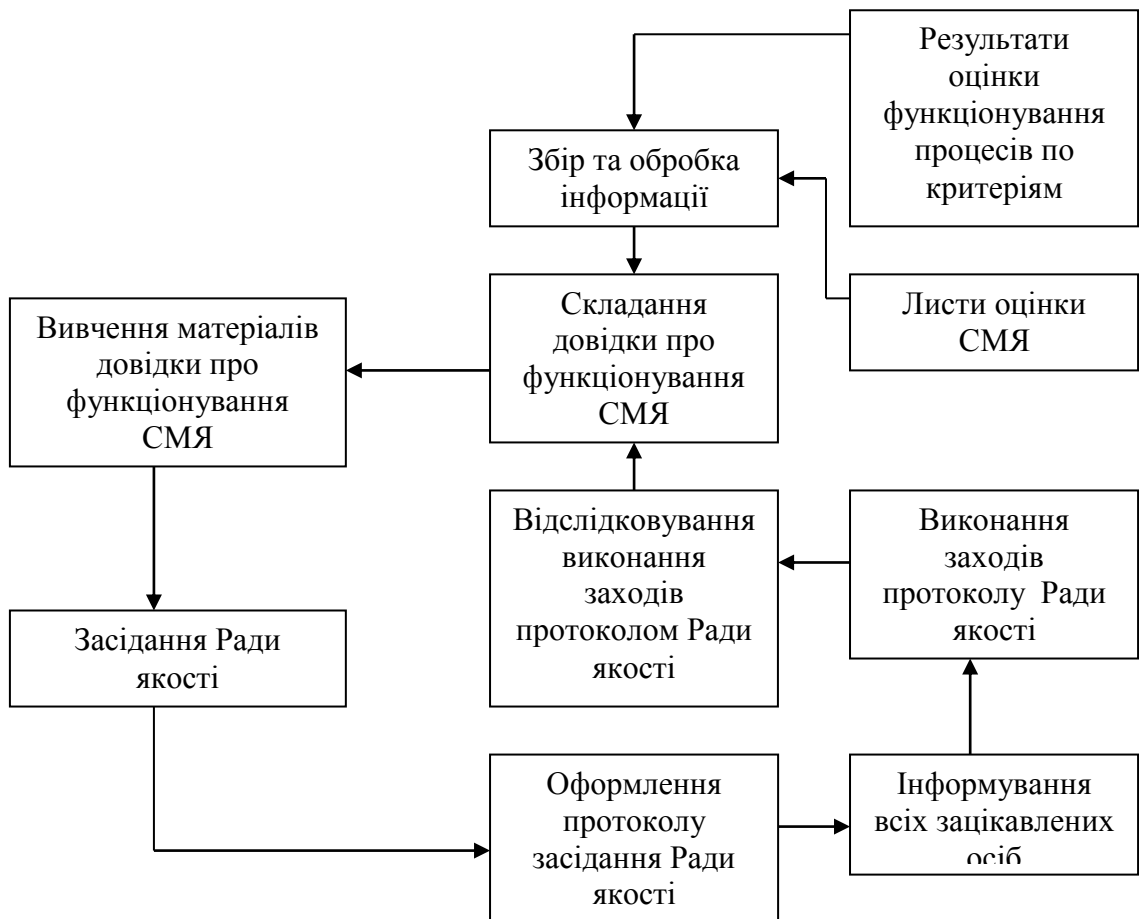 Результати
оцінки
функціонування
процесів по
критеріям
Збір та обробка
інформації
Складання
довідки про
функціонування
СМЯ
Листи оцінки
СМЯ
Вивчення матеріалів
довідки про
функціонування
СМЯ
Відслідковування
виконання
заходів
протоколом Ради
якості
Виконання
заходів
протоколу Ради
якості
Засідання Ради
якості
Оформлення
протоколу
засідання Ради
якості
Інформування
всіх зацікавлених
осіб